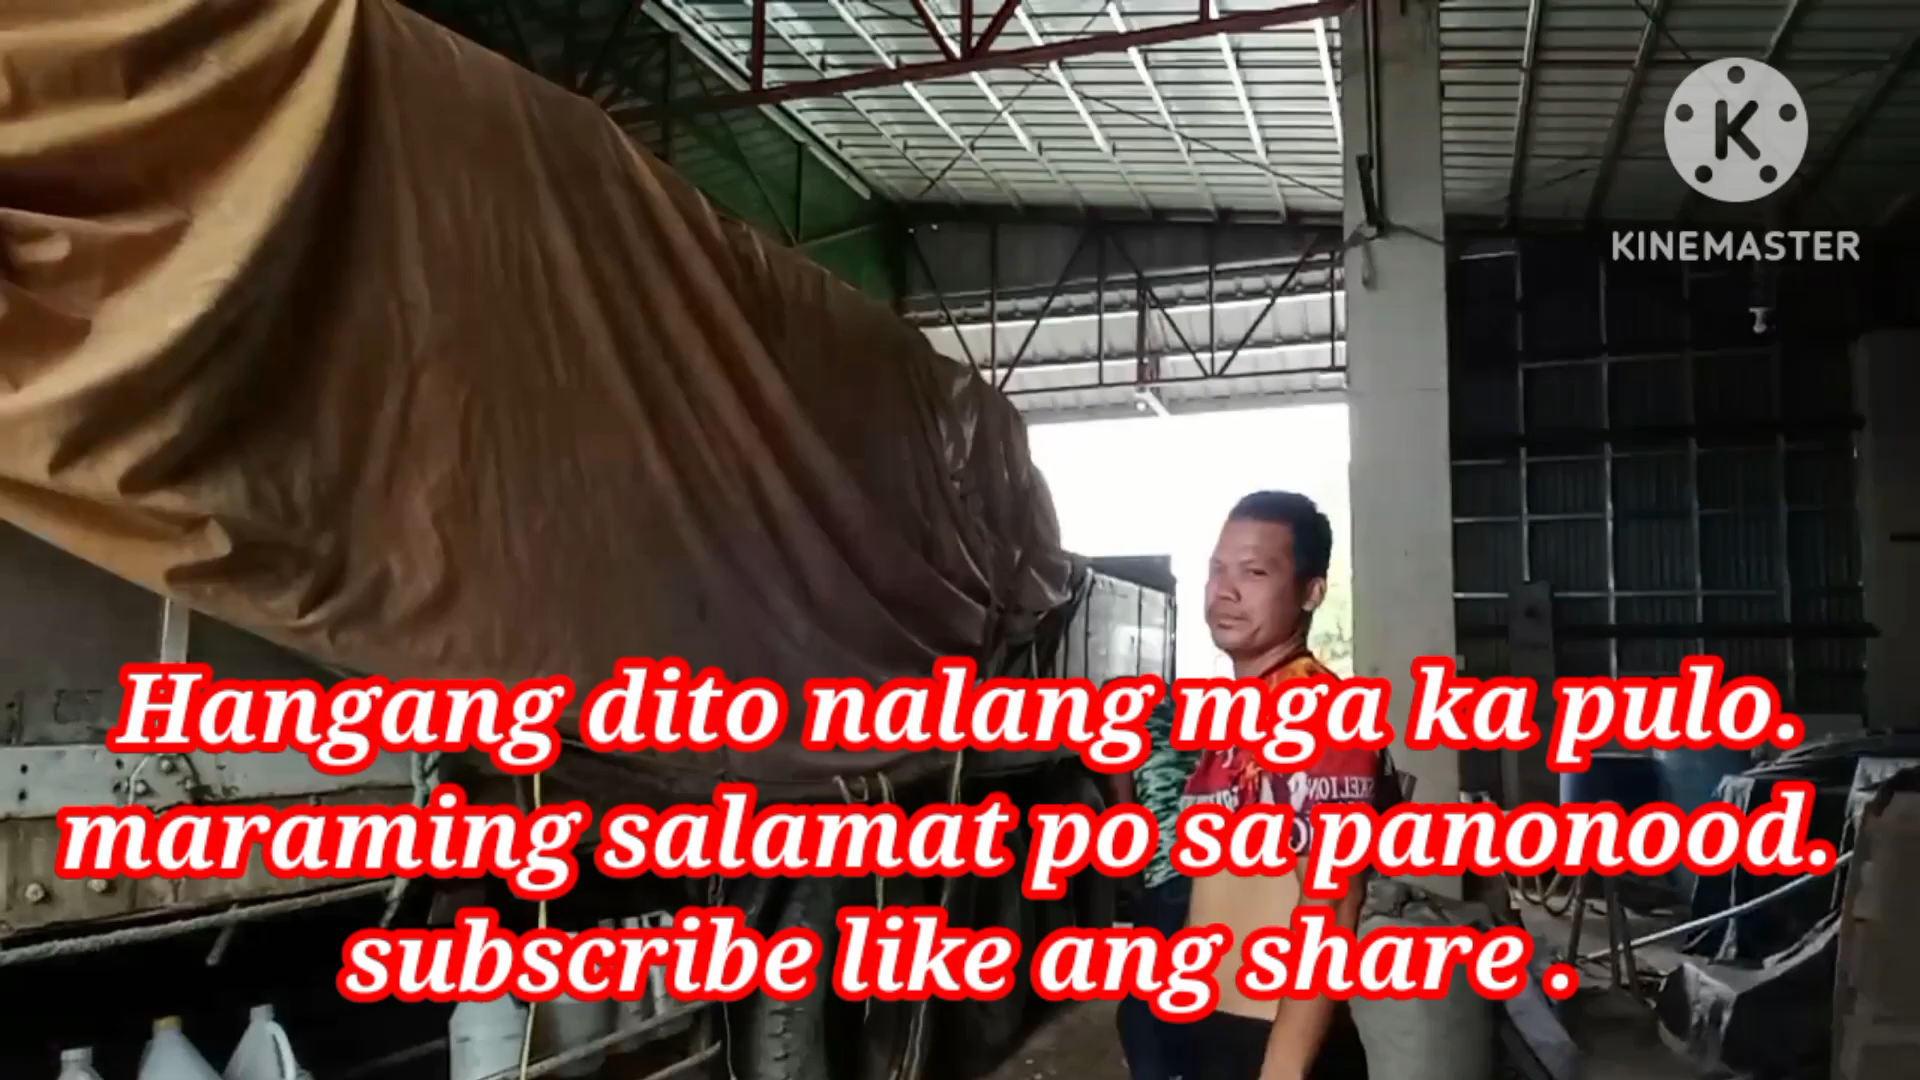 K
KINEMASTER
Hangang dito nalang mga ka pulo.
maraming salamat po sa panonood.
subscribe like ang share .